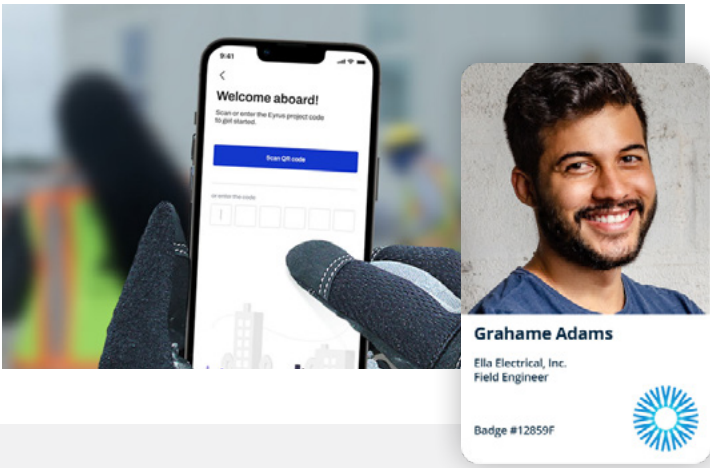 9:41
Welcome aboard!
Scan or enter the Eyrus project code
to get started.
Scan QR code
or enter the code
Grahame Adams
Ella Electrical, Inc.
Field Engineer
Badge #12859F